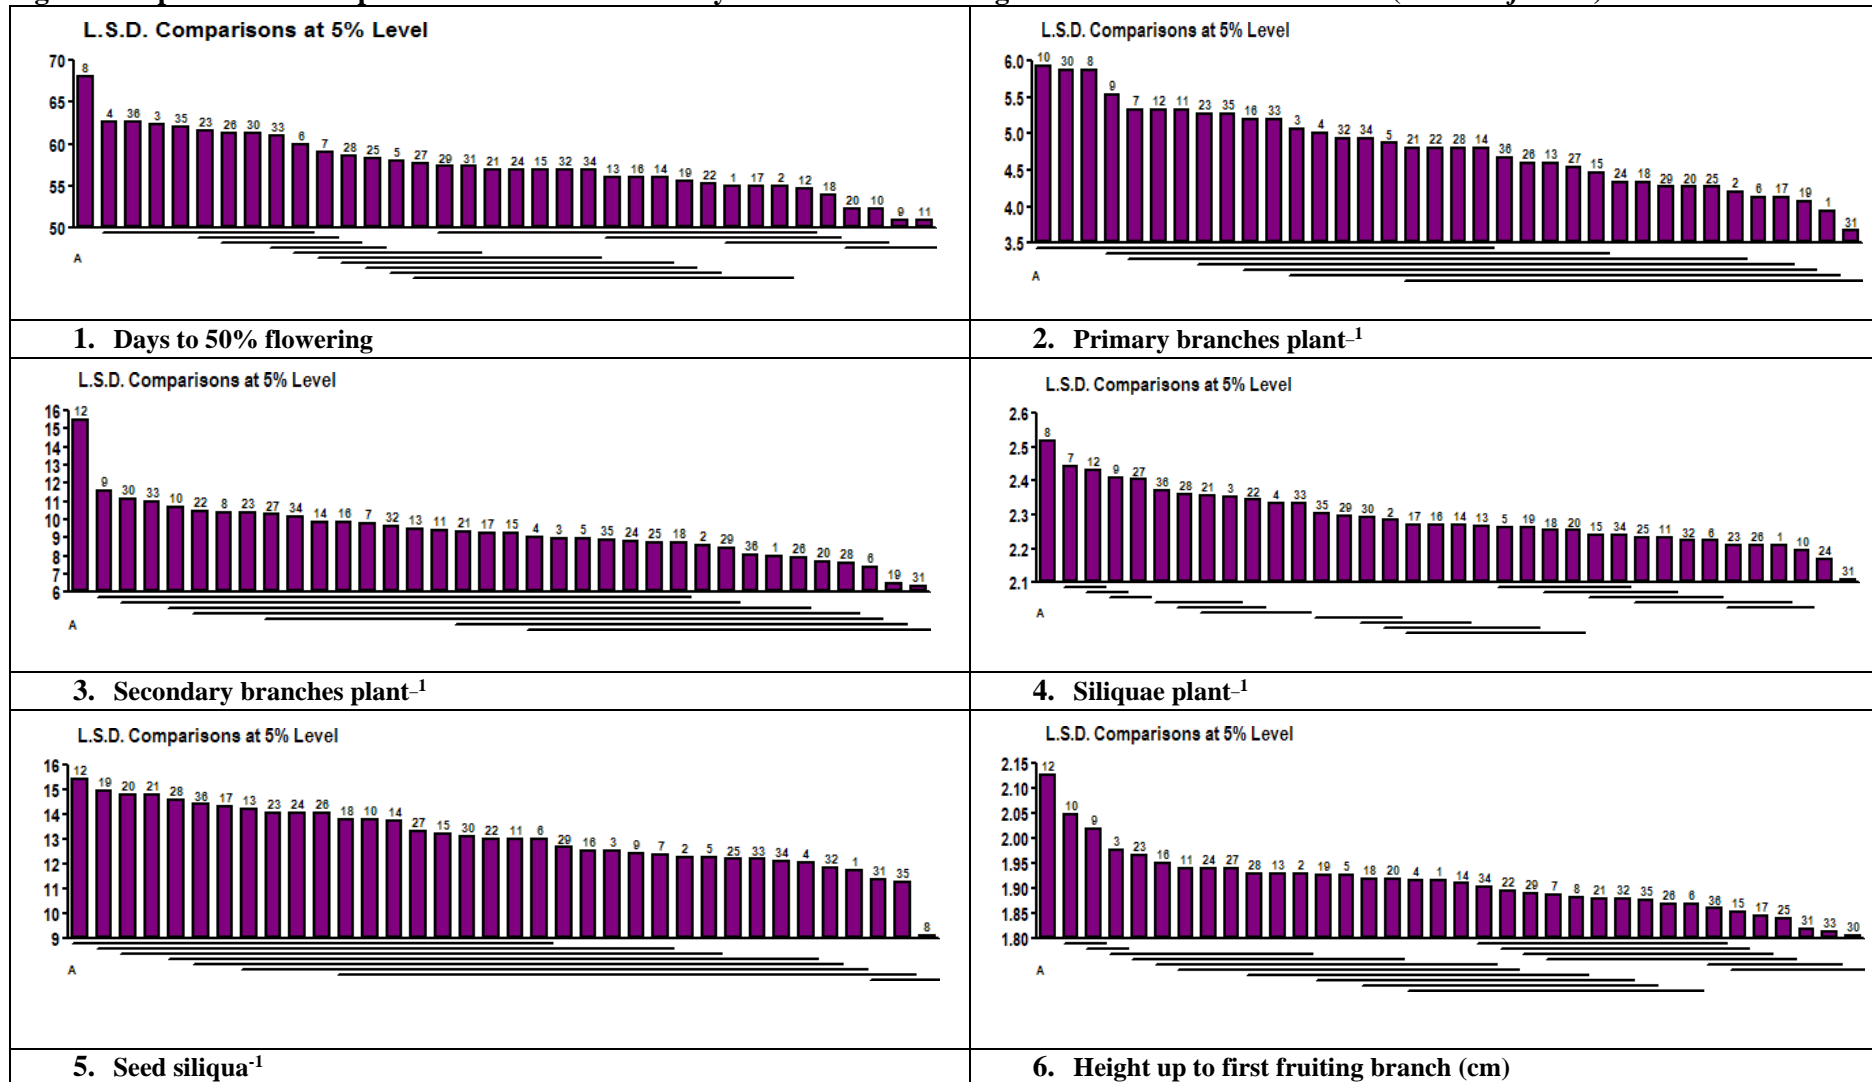 L.S.D. Comparisons at 5% Level
70
65
60
55
50
8 4 36 3 35 23 26 30 33 6 7 28 25 5 27 29 31 21 24 15 32 34 13 16 14 19 22 1 17 2 12 18 20 10 9 11
A
L.S.D. Comparisons at 5% Level
6.0
5.5
5.0
4.5
4.0
3.5
10 30 8 9 7 12 11 23 35 16 33 3 4 32 34 5 21 22 28 14 36 26 13 27 15 24 18 29 20 25 2 6 17 19 1 31
A
1. Days to 50% flowering
2. Primary branches plant–1
L.S.D. Comparisons at 5% Level
16
15
14
13
12
11
10
9
8
7
6
12 9 30 33 10 22 8 23 27 34 14 16 7 32 13 11 21 17 15 4 3 5 35 24 25 18 2 29 36 1 26 20 28 6 19 31
A
L.S.D. Comparisons at 5% Level
2.6
2.5
2.4
2.3
2.2
2.1
8 7 12 9 27 36 28 21 3 22 4 33 35 29 30 2 17 16 14 13 5 19 18 20 15 34 25 11 32 6 23 26 1 10 24 31
A
3. Secondary branches plant–1
4. Siliquae plant–1
L.S.D. Comparisons at 5% Level
16
15
14
13
12
11
10
9
12 19 20 21 28 36 17 13 23 24 26 18 10 14 27 15 30 22 11 6 29 16 3 9 7 2 5 25 33 34 4 32 1 31 35 8
A
L.S.D. Comparisons at 5% Level
2.15
2.10
2.05
2.00
1.95
1.90
1.85
1.80
12 10 9 3 23 16 11 24 27 28 13 2 19 5 18 20 4 1 14 34 22 29 7 8 21 32 35 26 6 36 15 17 25 31 33 30
A
5. Seed siliqua-1
6. Height up to first fruiting branch (cm)